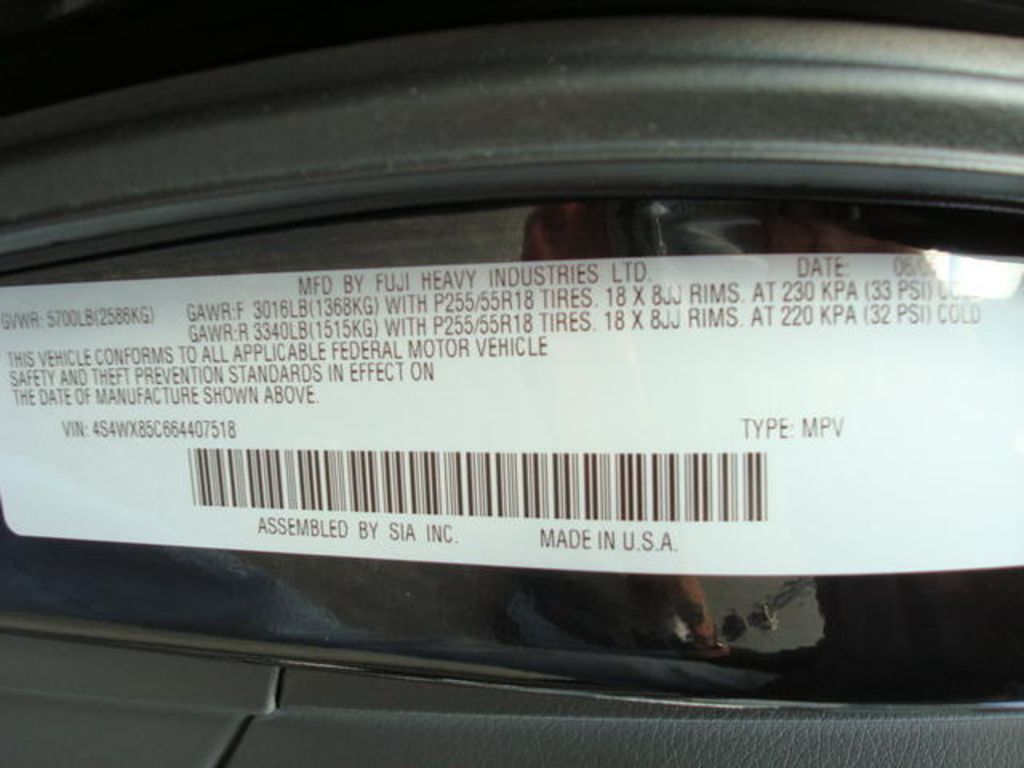 MFD BY FUJI HEAVY INDUSTRIES LTD. DATE:
GVWR: 5700LB(2586KG) GAWR:F 3016LB(1368KG) WITH P255/55R18 TIRES. 18 X 8JJ RIMS. AT 230 KPA (33 PSI) COLD
GAWR:R 3340LB(1515KG) WITH P255/55R18 TIRES. 18 X 8JJ RIMS. AT 220 KPA (32 PSI) COLD
THIS VEHICLE CONFORMS TO ALL APPLICABLE FEDERAL MOTOR VEHICLE
SAFETY AND THEFT PREVENTION STANDARDS IN EFFECT ON
THE DATE OF MANUFACTURE SHOWN ABOVE.
VIN: 4S4WX85C664407518 TYPE: MPV
ASSEMBLED BY SIA INC. MADE IN U.S.A.